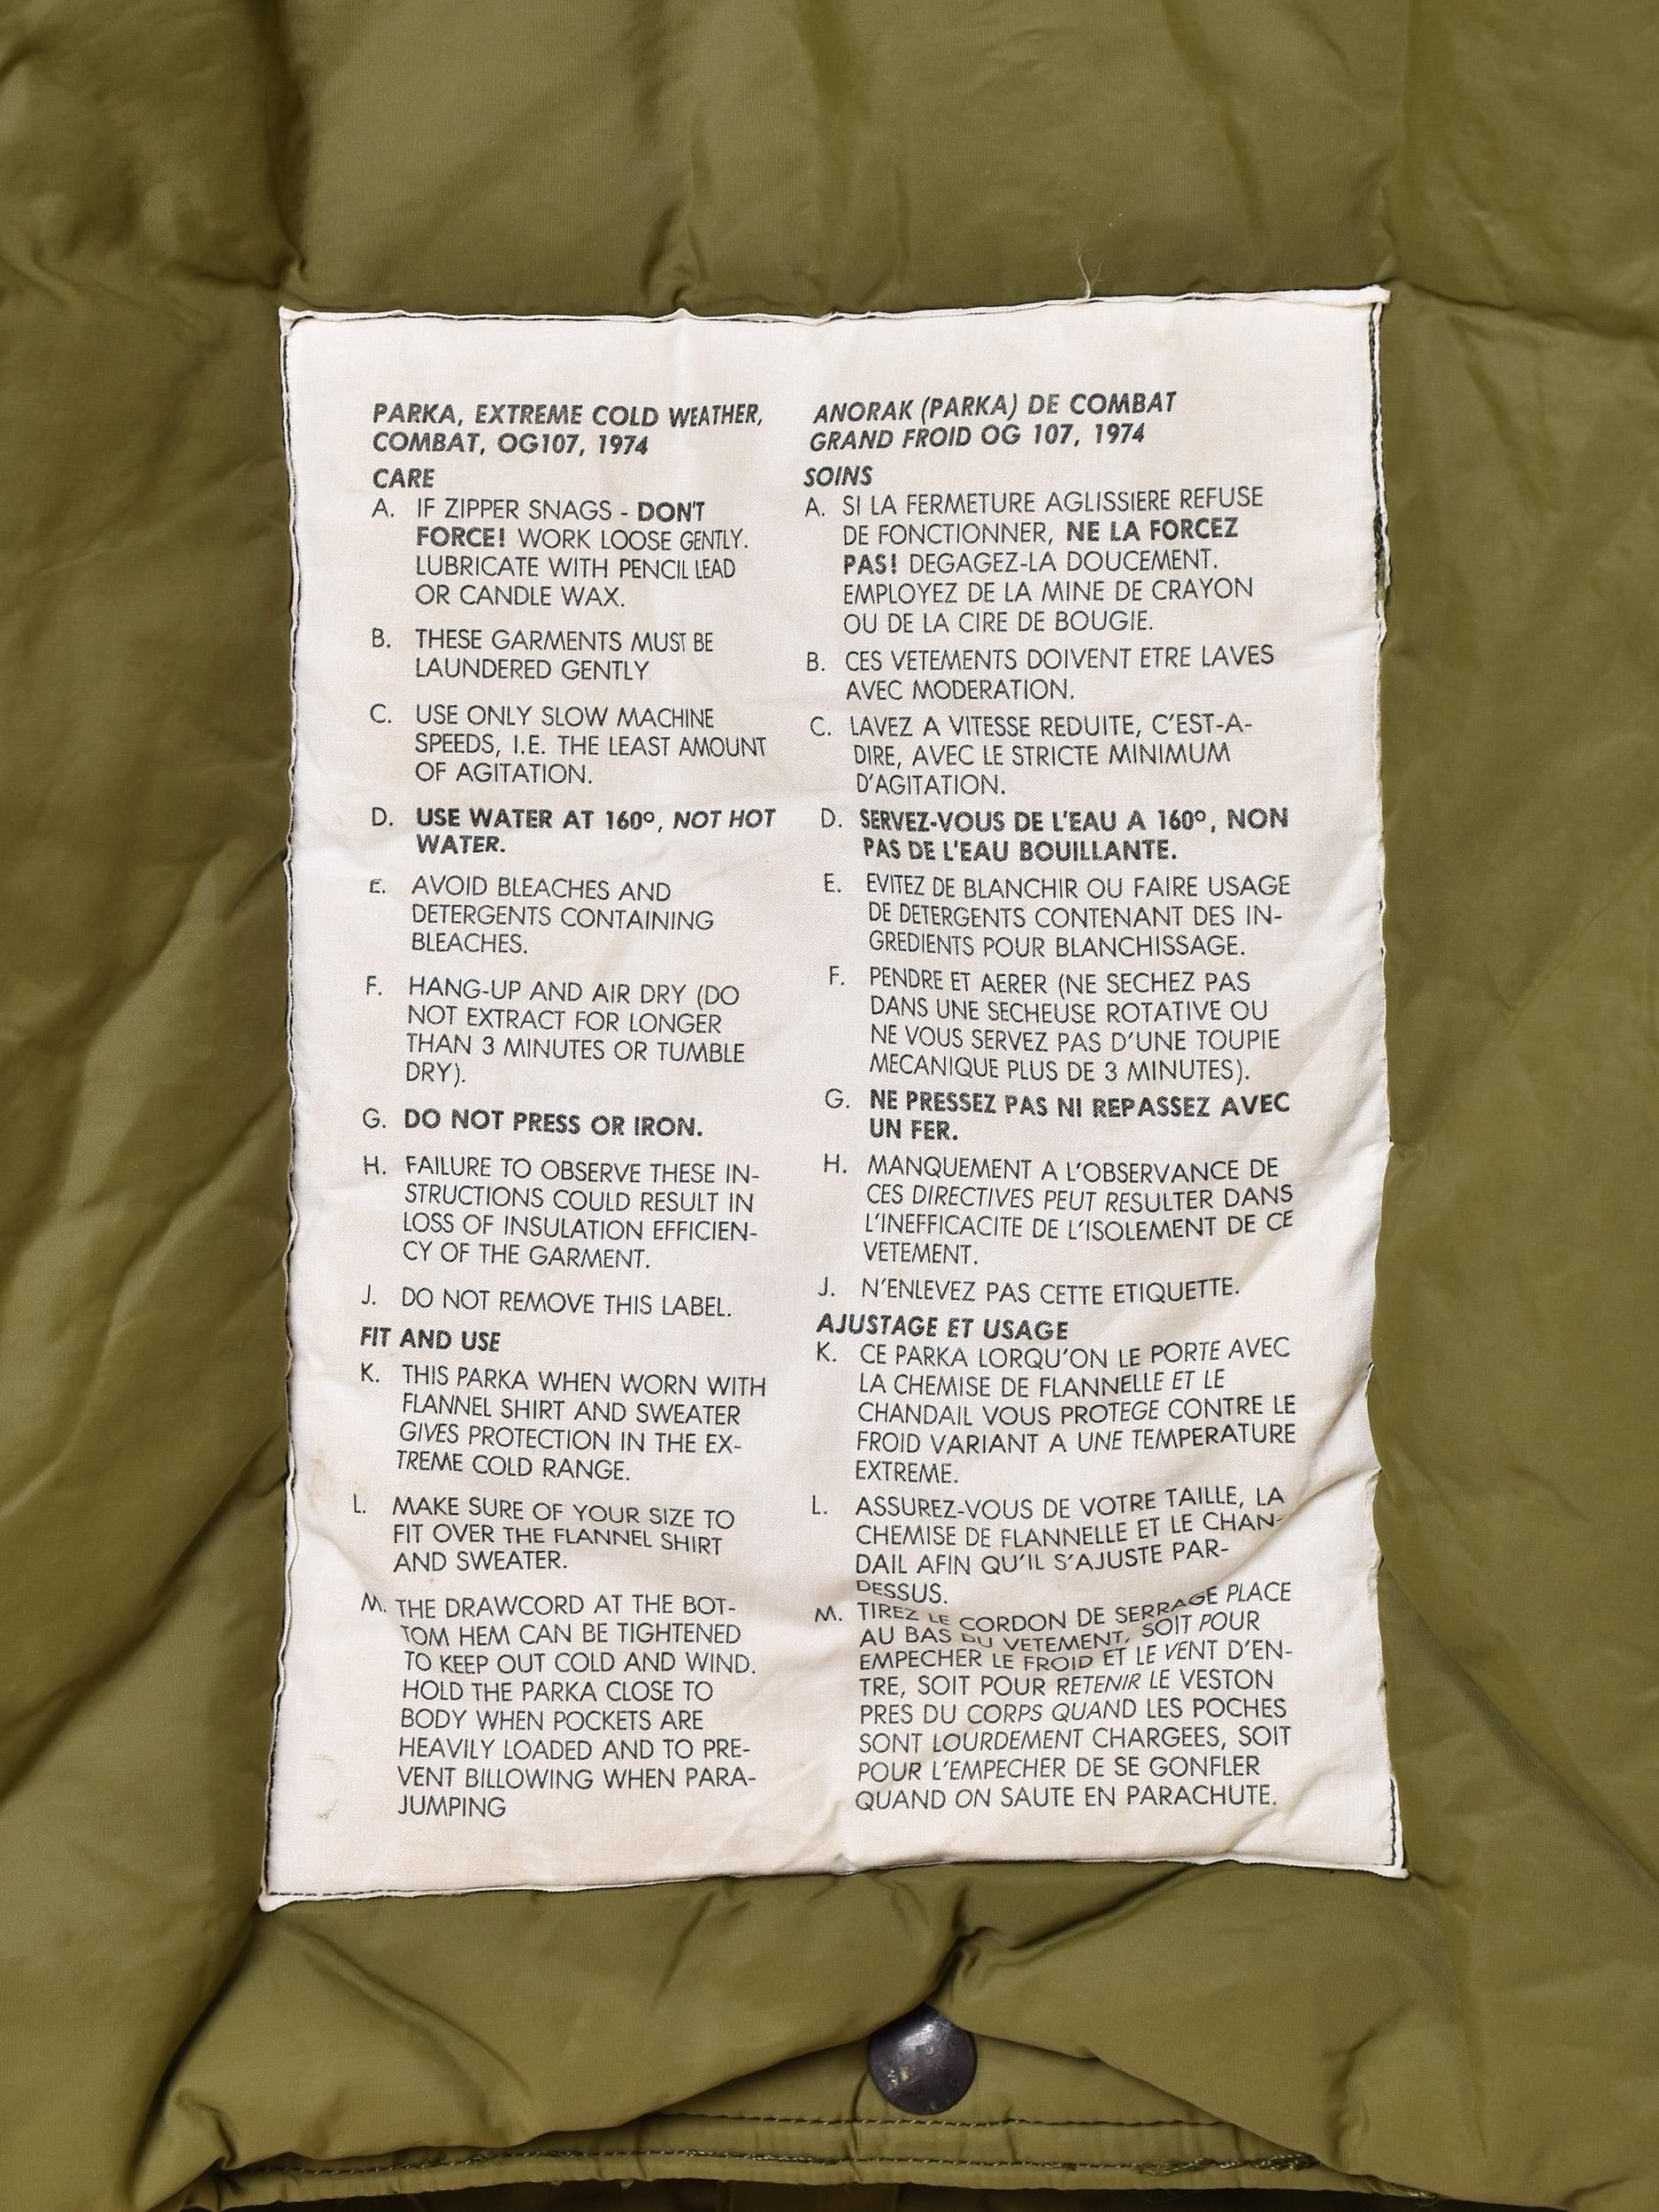 PARKA, EXTREME COLD WEATHER,
COMBAT, OG107, 1974
CARE
A. IF ZIPPER SNAGS - DON'T
FORCE! WORK LOOSE GENTLY.
LUBRICATE WITH PENCIL LEAD
OR CANDLE WAX.
B. THESE GARMENTS MUST BE
LAUNDERED GENTLY
C. USE ONLY SLOW MACHINE
SPEEDS, I.E. THE LEAST AMOUNT
OF AGITATION.
D. USE WATER AT 160º, NOT HOT
WATER.
E. AVOID BLEACHES AND
DETERGENTS CONTAINING
BLEACHES.
F. HANG-UP AND AIR DRY (DO
NOT EXTRACT FOR LONGER
THAN 3 MINUTES OR TUMBLE
DRY).
G. DO NOT PRESS OR IRON.
H. FAILURE TO OBSERVE THESE IN-
STRUCTIONS COULD RESULT IN
LOSS OF INSULATION EFFICIEN-
CY OF THE GARMENT.
J. DO NOT REMOVE THIS LABEL.
FIT AND USE
K. THIS PARKA WHEN WORN WITH
FLANNEL SHIRT AND SWEATER
GIVES PROTECTION IN THE EX-
TREME COLD RANGE.
L. MAKE SURE OF YOUR SIZE TO
FIT OVER THE FLANNEL SHIRT
AND SWEATER.
M. THE DRAWCORD AT THE BOT-
TOM HEM CAN BE TIGHTENED
TO KEEP OUT COLD AND WIND.
HOLD THE PARKA CLOSE TO
BODY WHEN POCKETS ARE
HEAVILY LOADED AND TO PRE-
VENT BILLOWING WHEN PARA-
JUMPING
ANORAK (PARKA) DE COMBAT
GRAND FROID OG 107, 1974
SOINS
A. SI LA FERMETURE AGLISSIERE REFUSE
DE FONCTIONNER, NE LA FORCEZ
PAS! DEGAGEZ-LA DOUCEMENT.
EMPLOYEZ DE LA MINE DE CRAYON
OU DE LA CIRE DE BOUGIE.
B. CES VETEMENTS DOIVENT ETRE LAVES
AVEC MODERATION.
C. LAVEZ A VITESSE REDUITE, C'EST-A-
DIRE, AVEC LE STRICTE MINIMUM
D'AGITATION.
D. SERVEZ-VOUS DE L'EAU A 160º, NON
PAS DE L'EAU BOUILLANTE.
E. EVITEZ DE BLANCHIR OU FAIRE USAGE
DE DETERGENTS CONTENANT DES IN-
GREDIENTS POUR BLANCHISSAGE.
F. PENDRE ET AERER (NE SECHEZ PAS
DANS UNE SECHEUSE ROTATIVE OU
NE VOUS SERVEZ PAS D'UNE TOUPIE
MECANIQUE PLUS DE 3 MINUTES).
G. NE PRESSEZ PAS NI REPASSEZ AVEC
UN FER.
H. MANQUEMENT A L'OBSERVANCE DE
CES DIRECTIVES PEUT RESULTER DANS
L'INEFFICACITE DE L'ISOLEMENT DE CE
VETEMENT.
J. N'ENLEVEZ PAS CETTE ETIQUETTE.
AJUSTAGE ET USAGE
K. CE PARKA LORQU'ON LE PORTE AVEC
LA CHEMISE DE FLANNELLE ET LE
CHANDAIL VOUS PROTEGE CONTRE LE
FROID VARIANT A UNE TEMPERATURE
EXTREME.
L. ASSUREZ-VOUS DE VOTRE TAILLE, LA
CHEMISE DE FLANNELLE ET LE CHAN-
DAIL AFIN QU'IL S'AJUSTE PAR-
DESSUS.
M. TIREZ LE CORDON DE SERRAGE PLACE
AU BAS DU VETEMENT, SOIT POUR
EMPECHER LE FROID ET LE VENT D'EN-
TRE, SOIT POUR RETENIR LE VESTON
PRES DU CORPS QUAND LES POCHES
SONT LOURDEMENT CHARGEES, SOIT
POUR L'EMPECHER DE SE GONFLER
QUAND ON SAUTE EN PARACHUTE.